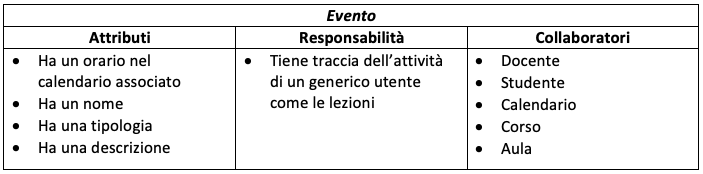 Evento
Attributi
Responsabilità
Collaboratori
• Ha un orario nel
calendario associato
• Ha un nome
• Ha una tipologia
• Ha una descrizione
• Tiene traccia dell'attività
di un generico utente
come le lezioni
• Docente
• Studente
• Calendario
• Corso
• Aula